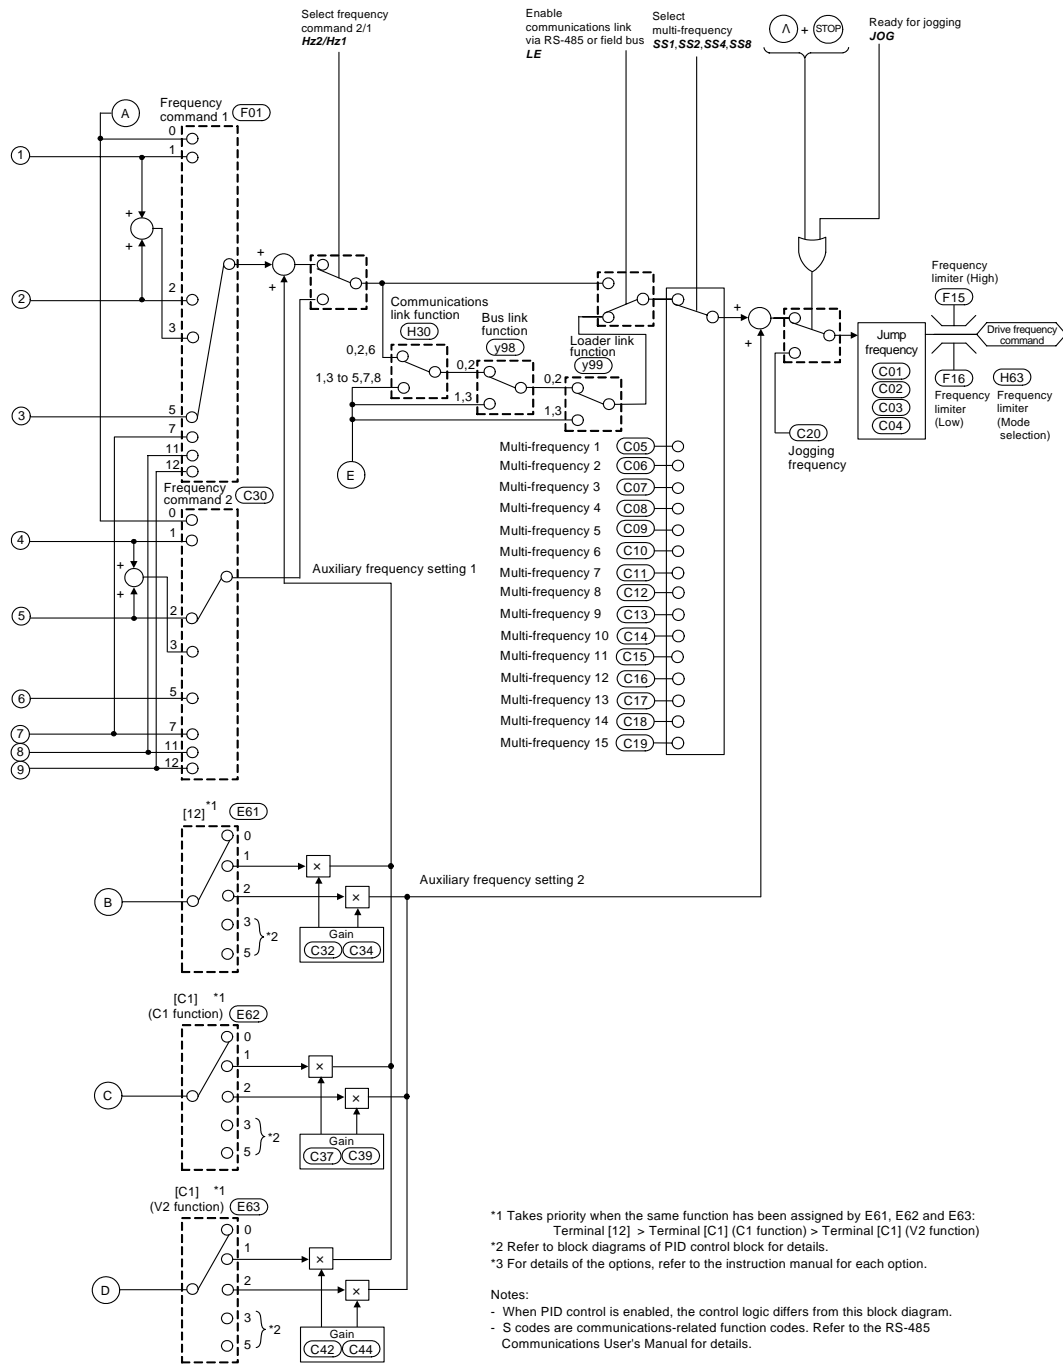 Select frequency
command 2/1
Hz2/Hz1
Enable
communications link
via RS-485 or field bus
LE
Select
multi-frequency
SS1,SS2,SS4,SS8
Λ + STOP
Ready for jogging
JOG
A
Frequency
command 1 F01
0
1
1
+
+
2
2
3
3
5
7
11
12
+
+
Communications
link function
H30
0,2,6
1,3 to 5,7,8
Bus link
function
y98
0,2
1,3
Loader link
function
y99
0,2
1,3
E
+
+
Frequency
limiter (High)
F15
Jump
frequency
C01
C02
C03
C04
Drive frequency
command
F16
Frequency
limiter
(Low)
H63
Frequency
limiter
(Mode
selection)
C20
Jogging
frequency
Multi-frequency 1 C05
Multi-frequency 2 C06
Multi-frequency 3 C07
Multi-frequency 4 C08
Multi-frequency 5 C09
Multi-frequency 6 C10
Multi-frequency 7 C11
Multi-frequency 8 C12
Multi-frequency 9 C13
Multi-frequency 10 C14
Multi-frequency 11 C15
Multi-frequency 12 C16
Multi-frequency 13 C17
Multi-frequency 14 C18
Multi-frequency 15 C19
Frequency
command 2 C30
0
4
1
+
+
5
2
3
6
5
7
7
8
11
9
12
Auxiliary frequency setting 1
[12] *1 E61
0
1
×
2
×
B
3
*2
5
Gain
C32 C34
Auxiliary frequency setting 2
[C1] *1
(C1 function) E62
0
1
×
2
×
C
3
*2
5
Gain
C37 C39
[C1] *1
(V2 function) E63
0
1
×
2
×
D
3
*2
5
Gain
C42 C44
*1 Takes priority when the same function has been assigned by E61, E62 and E63:
Terminal [12] > Terminal [C1] (C1 function) > Terminal [C1] (V2 function)
*2 Refer to block diagrams of PID control block for details.
*3 For details of the options, refer to the instruction manual for each option.
Notes:
- When PID control is enabled, the control logic differs from this block diagram.
- S codes are communications-related function codes. Refer to the RS-485
Communications User's Manual for details.